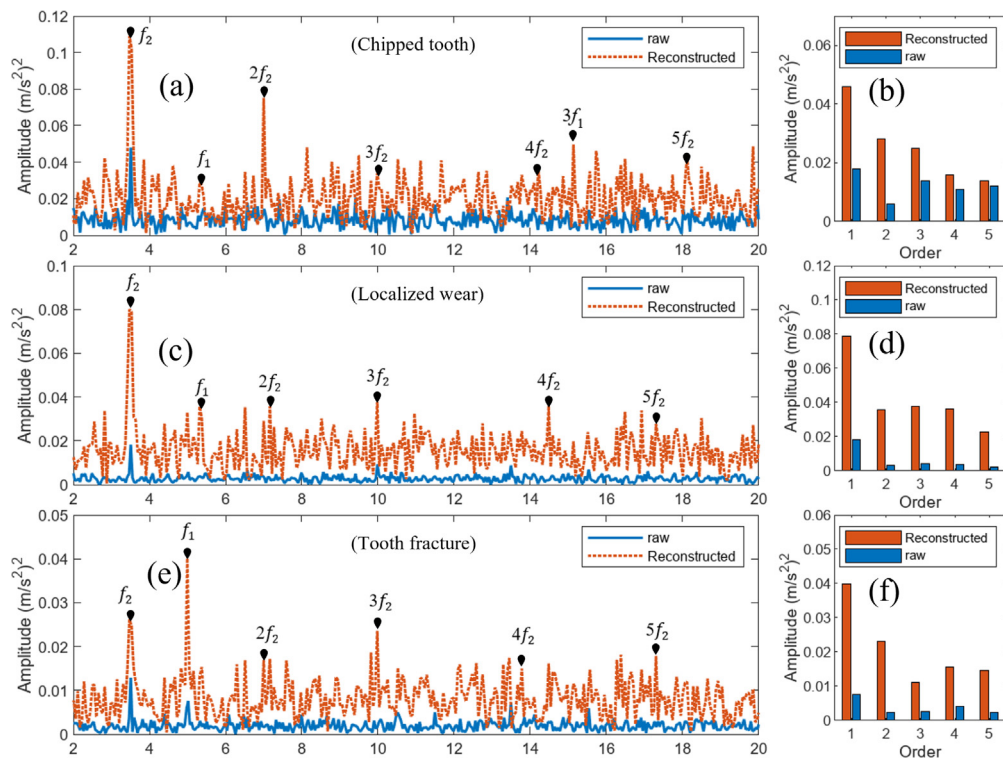 0.12
0.1
0.08
0.06
0.04
0.02
0
Amplitude (m/s²)²
f₂
(a)
f₁
2f₂
(Chipped tooth)
3f₂
4f₂
3f₁
5f₂
raw
Reconstructed
2 4 6 8 10 12 14 16 18 20
0.06
0.04
0.02
0
Amplitude (m/s²)²
Reconstructed
raw
(b)
1 2 3 4 5
Order
0.1
0.08
0.06
0.04
0.02
0
Amplitude (m/s²)²
f₂
(c)
f₁
2f₂
(Localized wear)
3f₂
4f₂
5f₂
raw
Reconstructed
2 4 6 8 10 12 14 16 18 20
0.12
0.1
0.08
0.06
0.04
0.02
0
Amplitude (m/s²)²
Reconstructed
raw
(d)
1 2 3 4 5
Order
0.05
0.04
0.03
0.02
0.01
0
Amplitude (m/s²)²
f₂
(e)
f₁
2f₂
(Tooth fracture)
3f₂
4f₂
5f₂
raw
Reconstructed
2 4 6 8 10 12 14 16 18 20
0.06
0.05
0.04
0.03
0.02
0.01
0
Amplitude (m/s²)²
Reconstructed
raw
(f)
1 2 3 4 5
Order